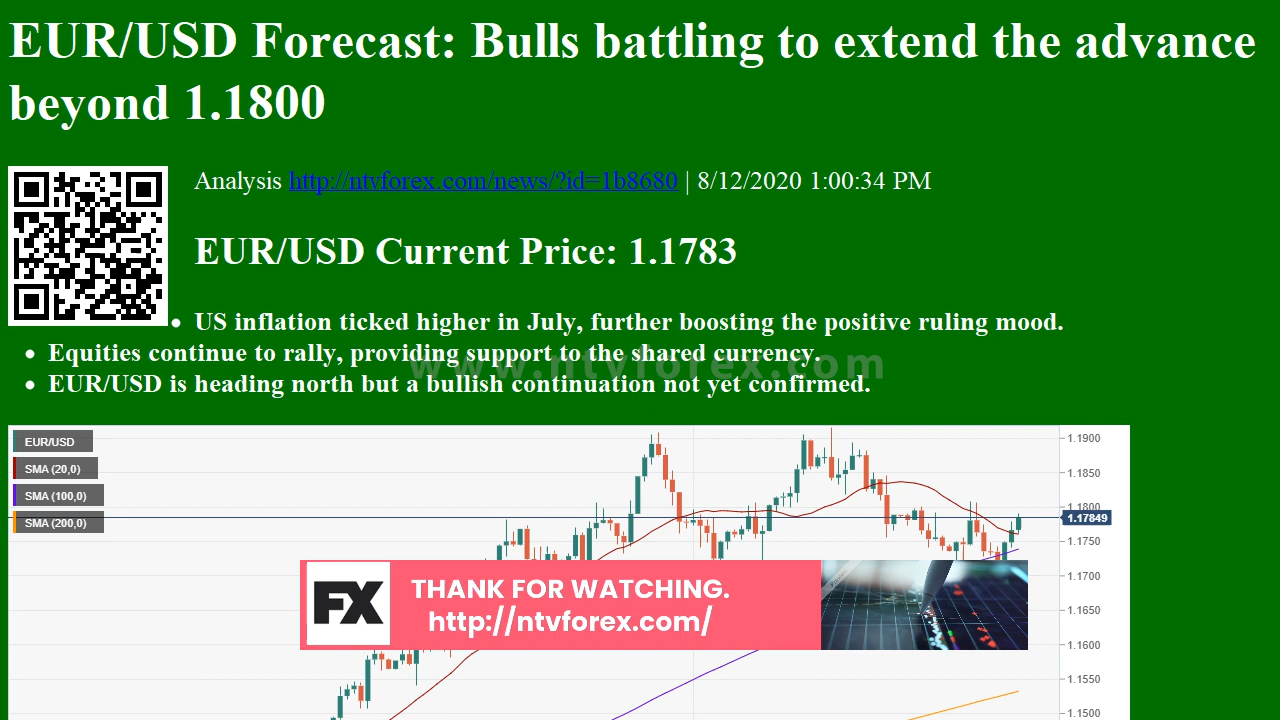 EUR/USD Forecast: Bulls battling to extend the advance
beyond 1.1800
Analysis http://ntvforex.com/news/?id=1b8680 | 8/12/2020 1:00:34 PM
EUR/USD Current Price: 1.1783
• US inflation ticked higher in July, further boosting the positive ruling mood.
• Equities continue to rally, providing support to the shared currency.
www.ntvforex.com
• EUR/USD is heading north but a bullish continuation not yet confirmed.
EUR/USD
SMA (20,0)
SMA (100,0)
SMA (200,0)
1.1900
1.1850
1.1800
1.17849
1.1750
1.1700
1.1650
1.1600
1.1550
1.1500
FX
THANK FOR WATCHING.
http://ntvforex.com/